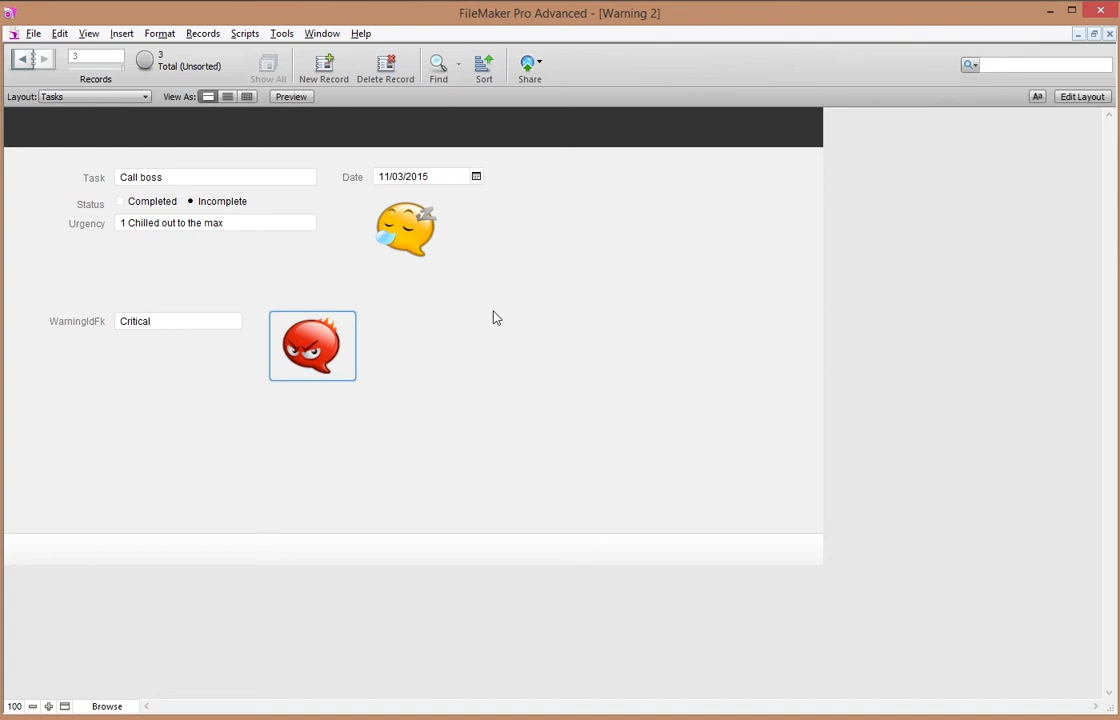 FileMaker Pro Advanced - [Warning 2]
File Edit View Insert Format Records Scripts Tools Window Help
3
3
Total (Unsorted)
Records
Show All
New Record
Delete Record
Find
Sort
Share
Layout: Tasks
View As:
Preview
Aa
Edit Layout
Task Call boss
Date 11/03/2015
Status Completed Incomplete
Urgency 1 Chilled out to the max
Z
WarningIdFk Critical
100
Browse